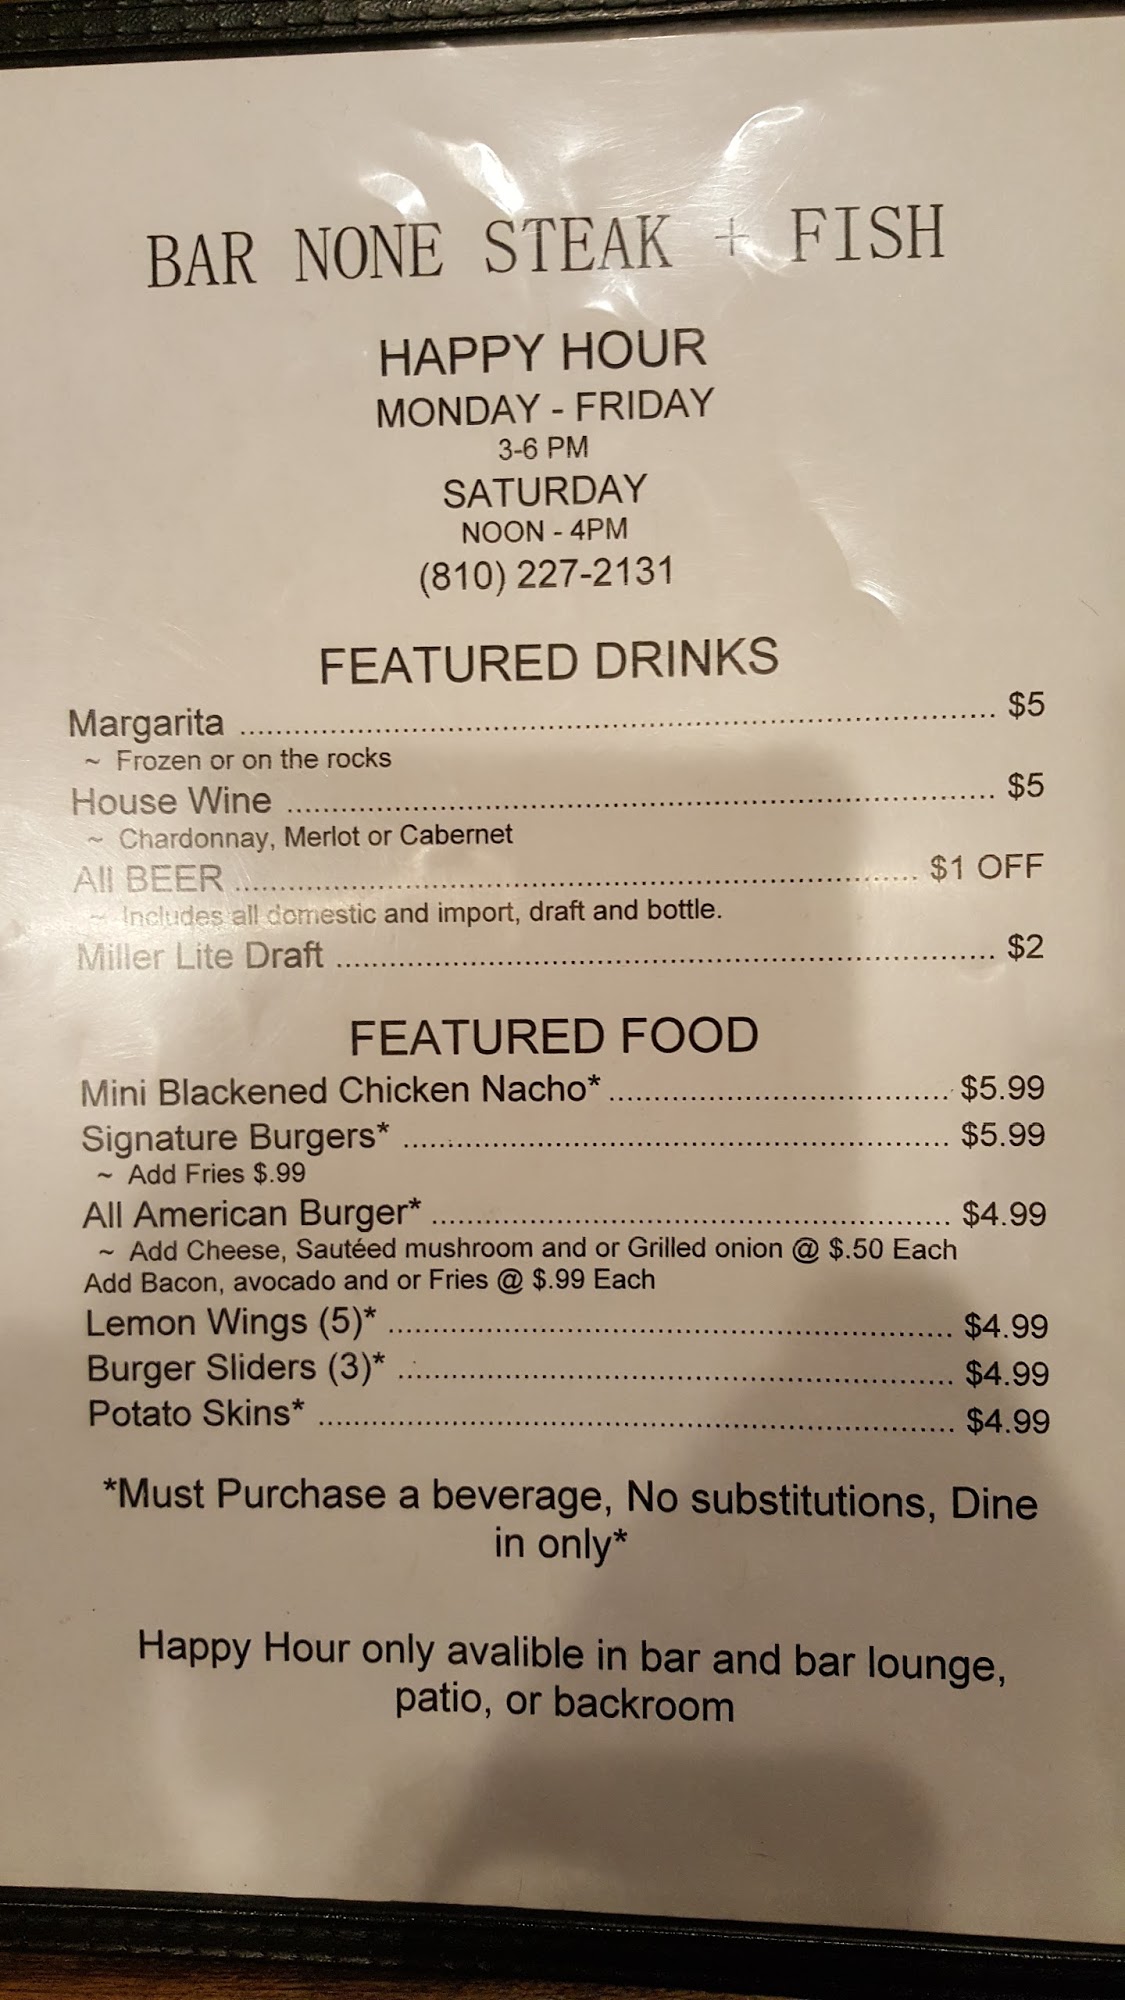 BAR NONE STEAK + FISH
HAPPY HOUR
MONDAY - FRIDAY
3-6 PM
SATURDAY
NOON - 4PM
(810) 227-2131
FEATURED DRINKS
Margarita ........................................ $5
~ Frozen or on the rocks
House Wine ........................................ $5
~ Chardonnay, Merlot or Cabernet
All BEER ........................................ $1 OFF
~ Includes all domestic and import, draft and bottle.
Miller Lite Draft ........................................ $2
FEATURED FOOD
Mini Blackened Chicken Nacho* ........................................ $5.99
Signature Burgers* ........................................ $5.99
~ Add Fries $.99
All American Burger* ........................................ $4.99
~ Add Cheese, Sautéed mushroom and or Grilled onion @ $.50 Each
Add Bacon, avocado and or Fries @ $.99 Each
Lemon Wings (5)* ........................................ $4.99
Burger Sliders (3)* ........................................ $4.99
Potato Skins* ........................................ $4.99
*Must Purchase a beverage, No substitutions, Dine
in only*
Happy Hour only avalible in bar and bar lounge,
patio, or backroom